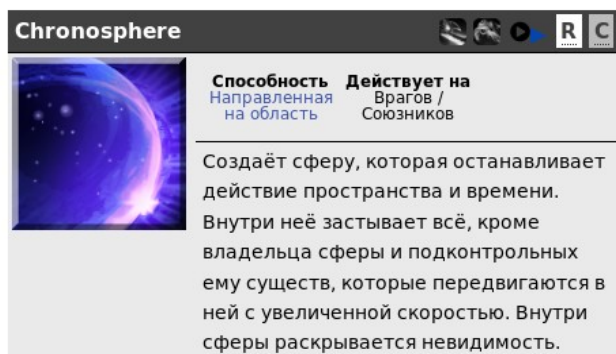 Chronosphere R C
Способность Действует на
Направленная Врагов /
на область Союзников
Создаёт сферу, которая останавливает
действие пространства и времени.
Внутри неё застывает всё, кроме
владельца сферы и подконтрольных
ему существ, которые передвигаются в
ней с увеличенной скоростью. Внутри
сферы раскрывается невидимость.